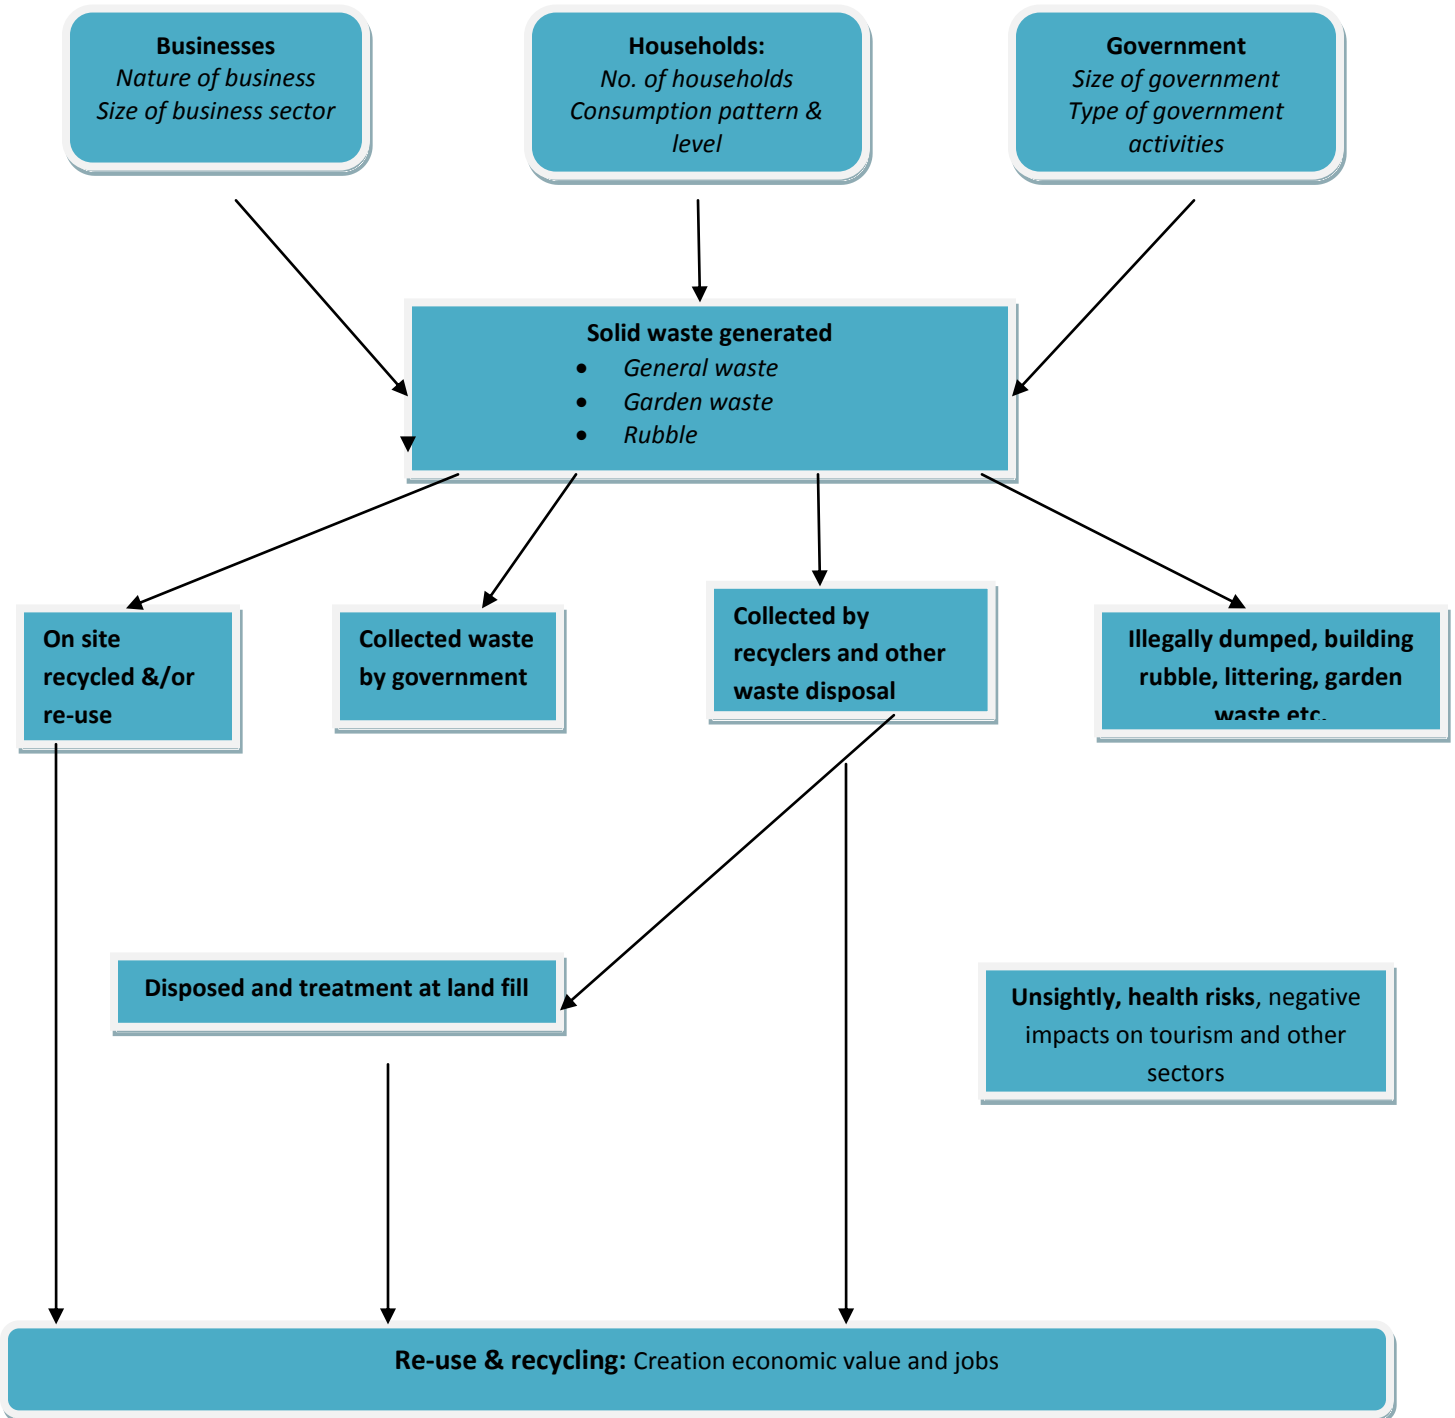 Businesses
Nature of business
Size of business sector
Households:
No. of households
Consumption pattern &
level
Government
Size of government
Type of government
activities
Solid waste generated
• General waste
• Garden waste
• Rubble
On site
recycled &/or
re-use
Collected waste
by government
Collected by
recyclers and other
waste disposal
Illegally dumped, building
rubble, littering, garden
waste etc.
Disposed and treatment at land fill
Unsightly, health risks, negative
impacts on tourism and other
sectors
Re-use & recycling: Creation economic value and jobs